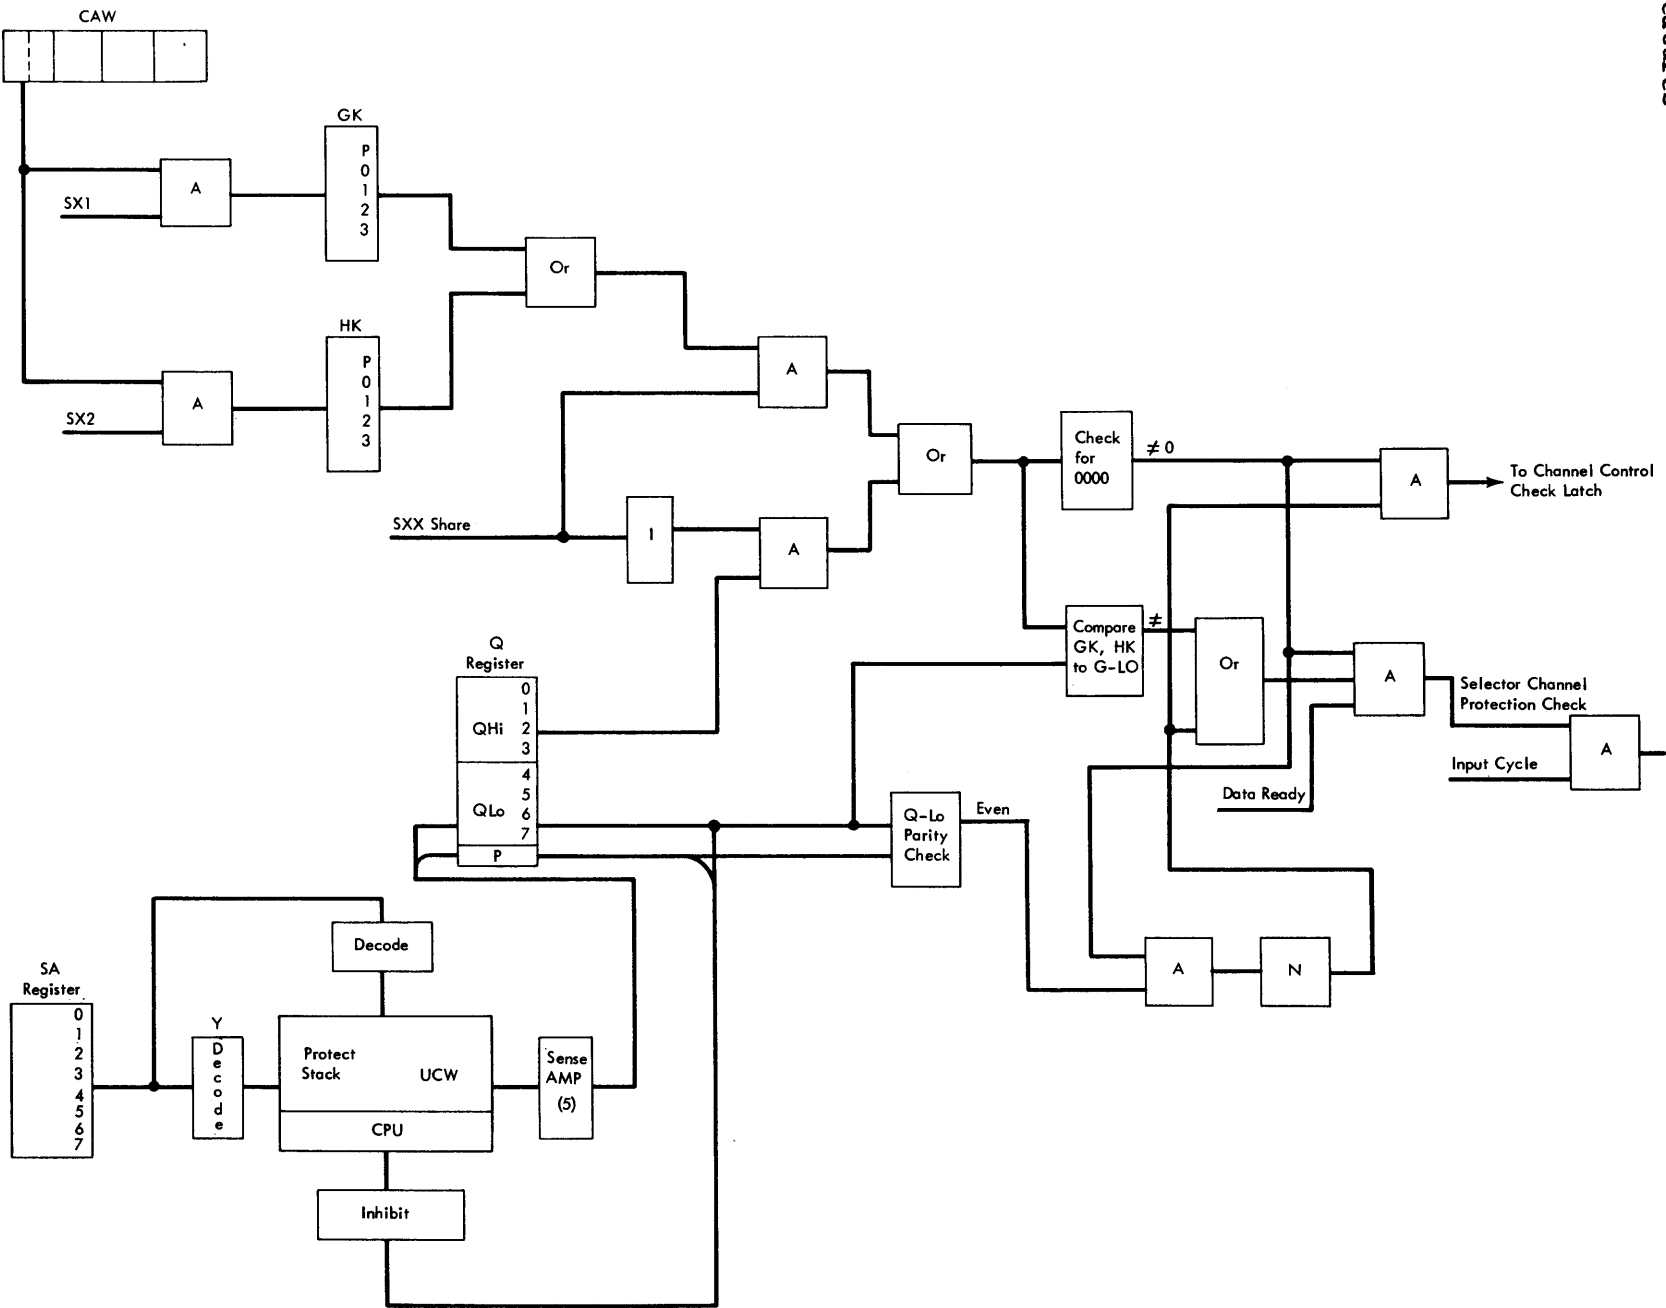 CAW
GK
P
0
1
2
3
A
SX1
Or
HK
P
0
1
2
3
A
SX2
A
Or
Check
for
0000
≠ 0
A
To Channel Control
Check Latch
SXX Share
I
A
Q
Register
0
1
QHi 2
3
4
5
QLo 6
7
P
Compare
GK, HK
to G-LO
≠
Or
A
Selector Channel
Protection Check
A
Input Cycle
Data Ready
Q-Lo
Parity
Check
Even
Decode
A
N
SA
Register
0
1
2
3
4
5
6
7
Y
Decode
Protect
Stack
UCW
CPU
Sense
AMP
(5)
Inhibit